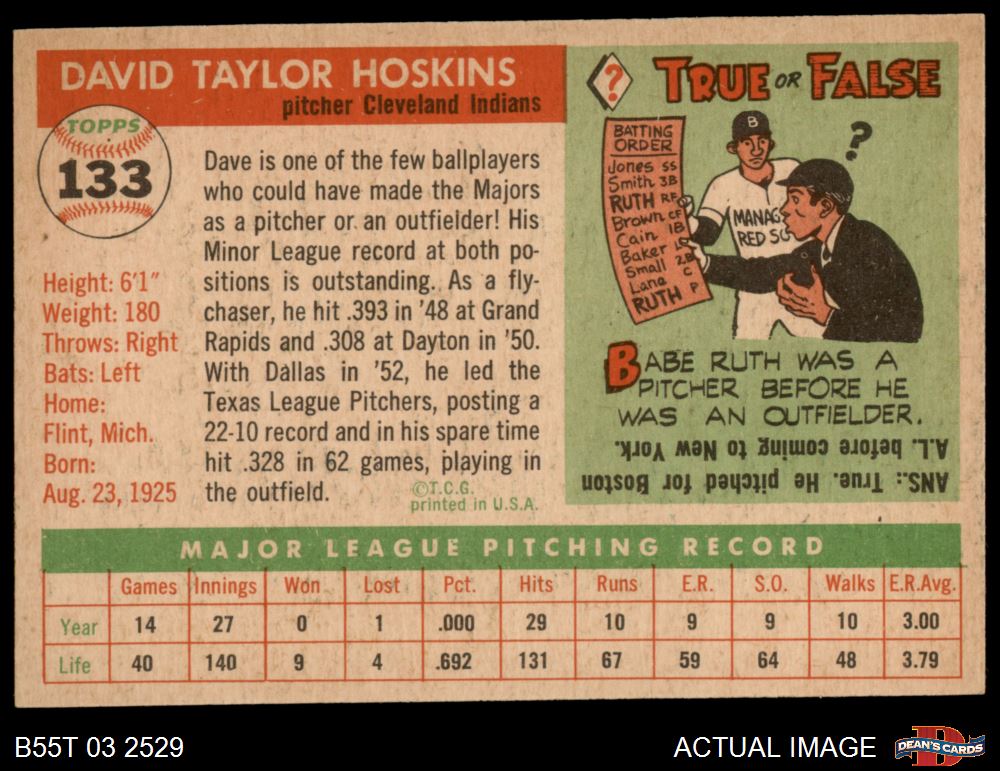 DAVID TAYLOR HOSKINS
pitcher Cleveland Indians
TOPPS
133
Height: 6'1"
Weight: 180
Throws: Right
Bats: Left
Home:
Flint, Mich.
Born:
Aug. 23, 1925
Dave is one of the few ballplayers
who could have made the Majors
as a pitcher or an outfielder! His
Minor League record at both po-
sitions is outstanding. As a fly-
chaser, he hit .393 in '48 at Grand
Rapids and .308 at Dayton in '50.
With Dallas in '52, he led the
Texas League Pitchers, posting a
22-10 record and in his spare time
hit .328 in 62 games, playing in
the outfield.
©T.C.G.
printed in U.S.A.
?
TRUE OR FALSE
BATTING
ORDER
Jones SS
Smith 3B
RUTH RF
Brown CF
Cain 1B
Baker L
Small 2B
Lane C
RUTH P
B
?
MANAG
RED SO
BABE RUTH WAS A
PITCHER BEFORE HE
WAS AN OUTFIELDER.
ANS.: True. He pitched for Boston
A.L. before coming to New York.
MAJOR LEAGUE PITCHING RECORD
Games Innings Won Lost Pct. Hits Runs E.R. S.O. Walks E.R.Avg.
Year 14 27 0 1 .000 29 10 9 9 10 3.00
Life 40 140 9 4 .692 131 67 59 64 48 3.79
B55T 03 2529
ACTUAL IMAGE
D
DEAN'S CARDS